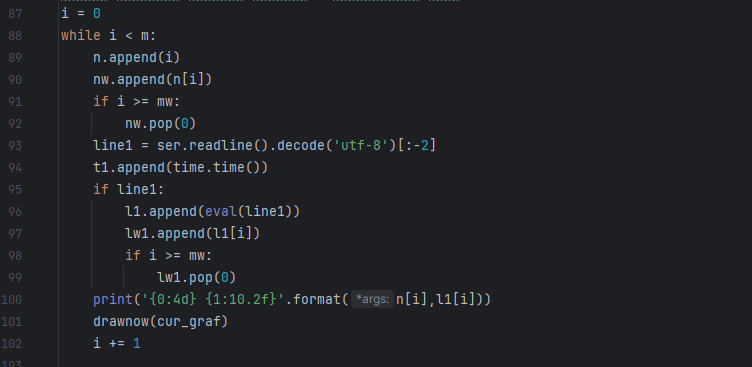 87 i = 0
88 while i < m:
89     n.append(i)
90     nw.append(n[i])
91     if i >= mw:
92         nw.pop(0)
93     line1 = ser.readline().decode('utf-8')[:-2]
94     t1.append(time.time())
95     if line1:
96         l1.append(eval(line1))
97         lw1.append(l1[i])
98         if i >= mw:
99             lw1.pop(0)
100     print('{0:4d} {1:10.2f}'.format( *args: n[i],l1[i]))
101     drawnow(cur_graf)
102     i += 1
103